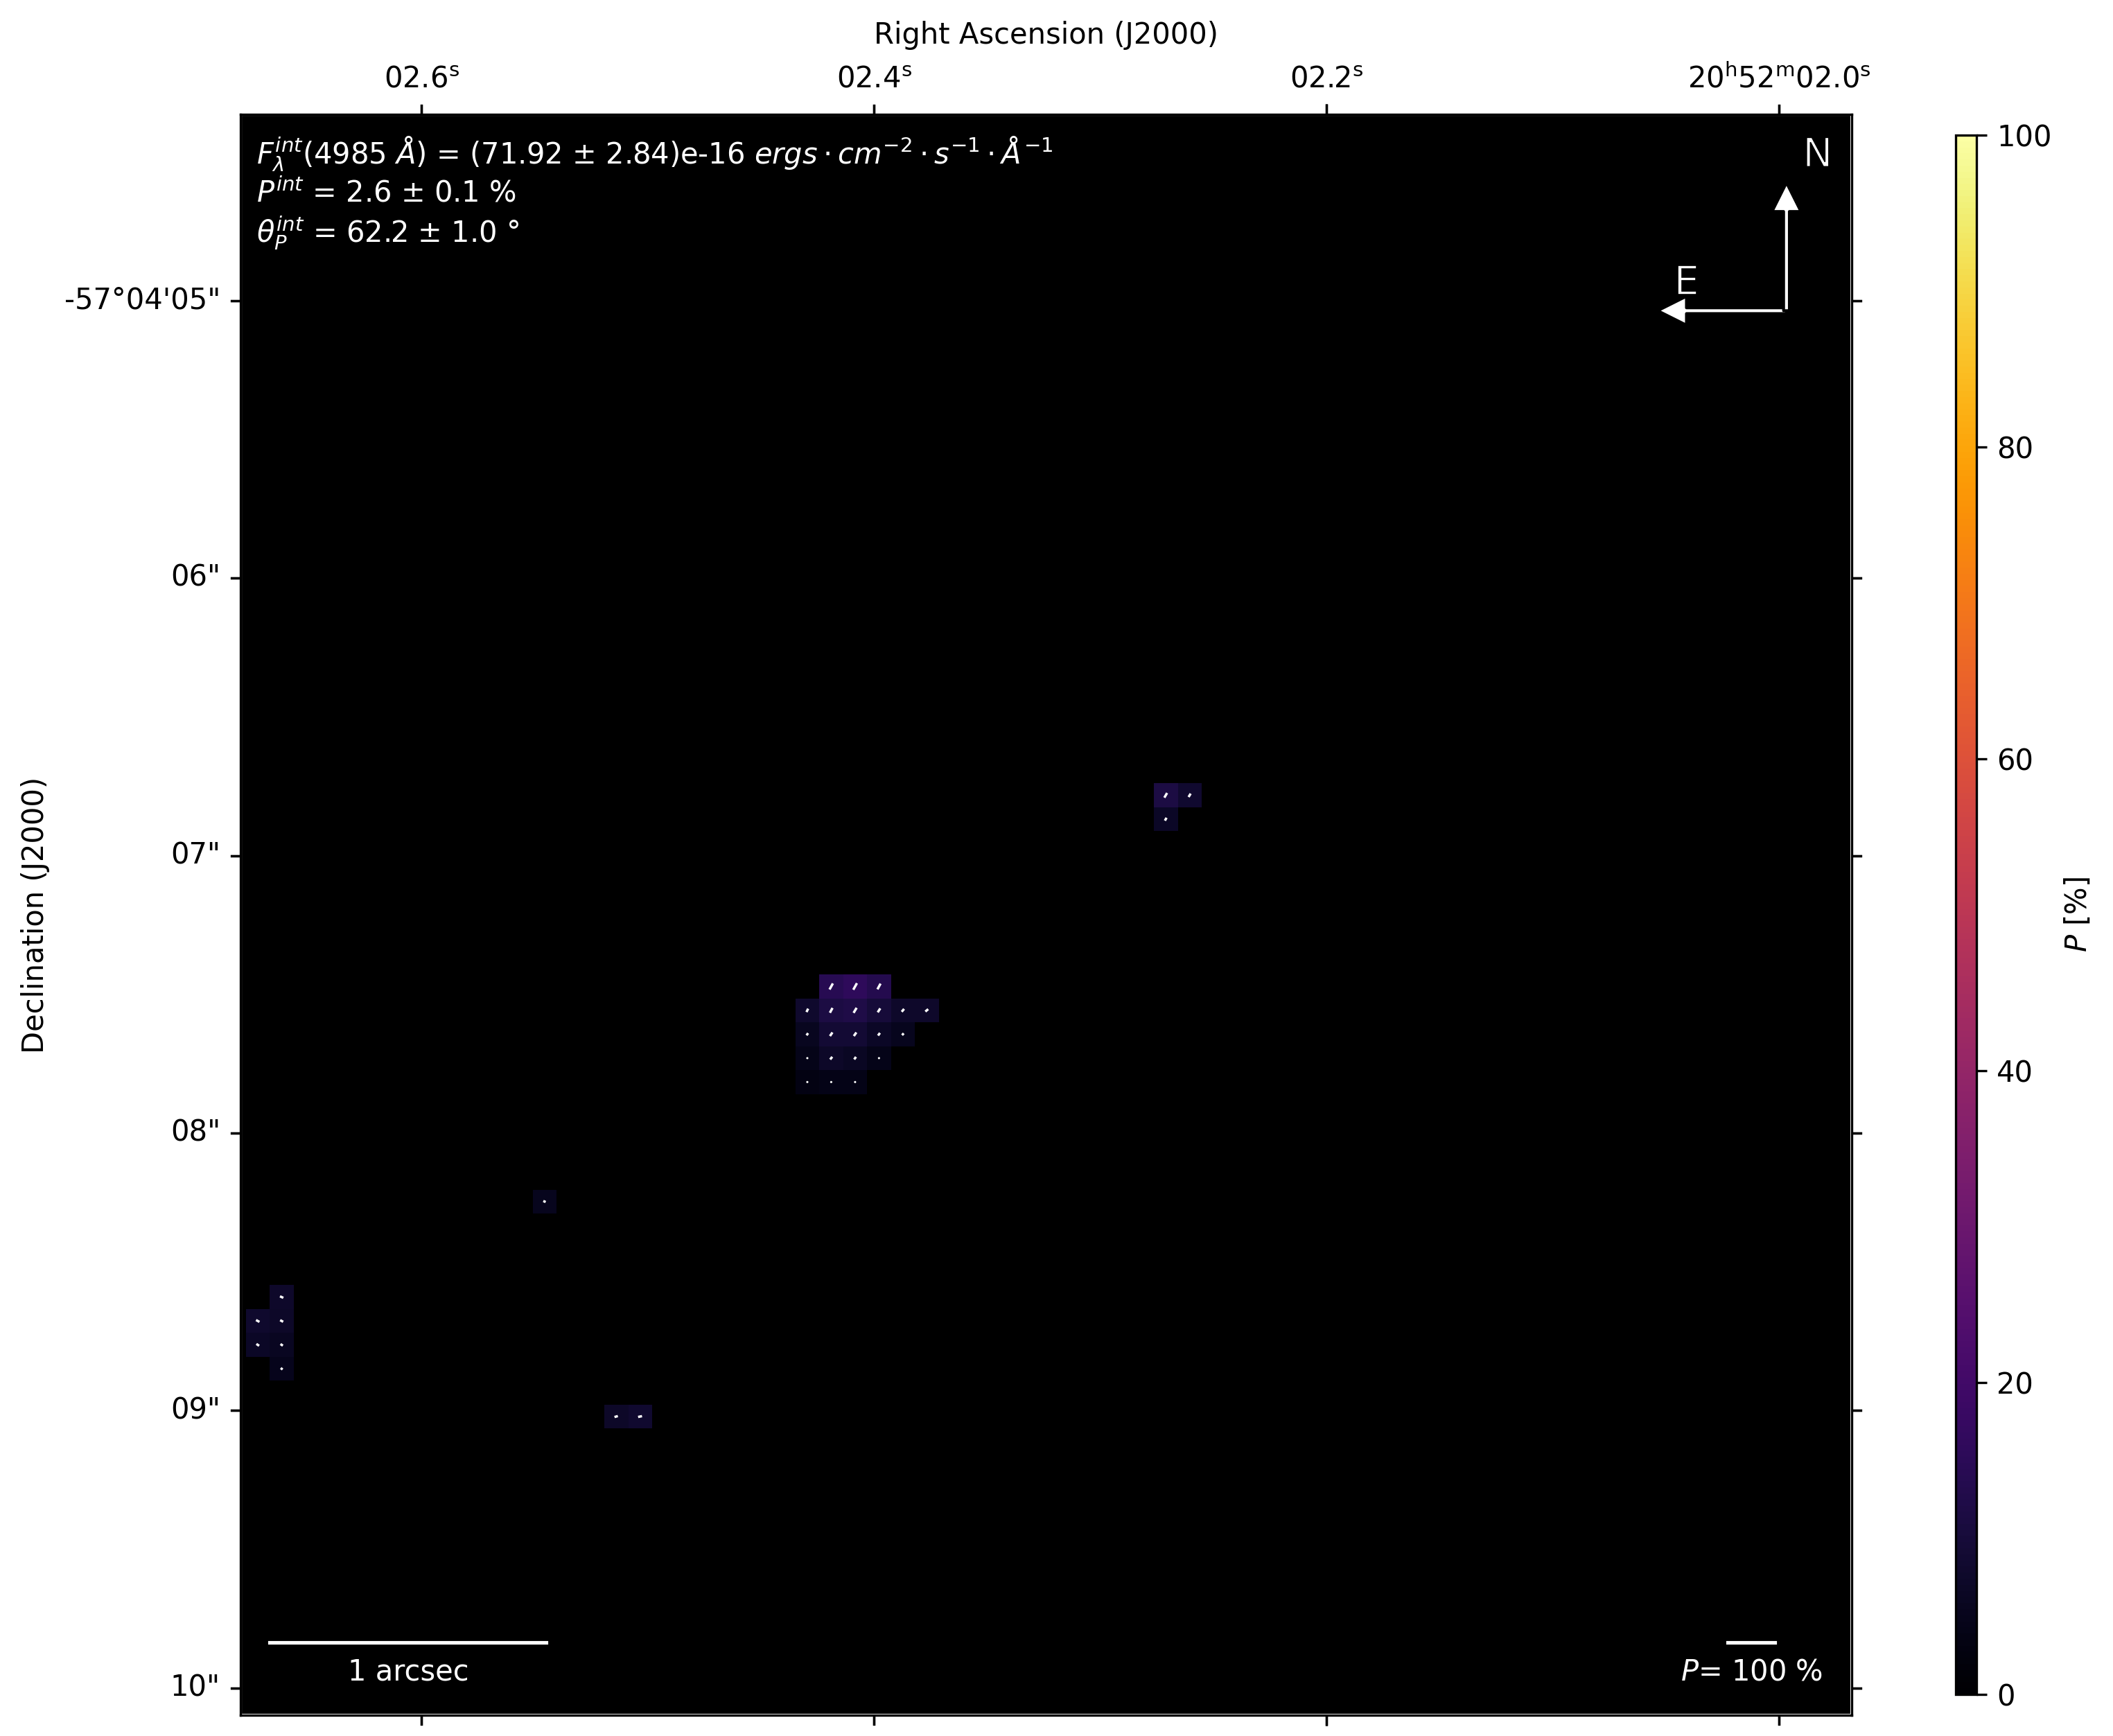 Right Ascension (J2000)
02.6ˢ 02.4ˢ 02.2ˢ 20ʰ52ᵐ02.0ˢ
F_λ^int(4985 Å) = (71.92 ± 2.84)e-16 ergs · cm⁻² · s⁻¹ · Å⁻¹
P^int = 2.6 ± 0.1 %
θ_P^int = 62.2 ± 1.0 °
N
E
-57°04'05"
06"
07"
08"
09"
10"
Declination (J2000)
1 arcsec
P= 100 %
100
80
60
40
20
0
P [%]